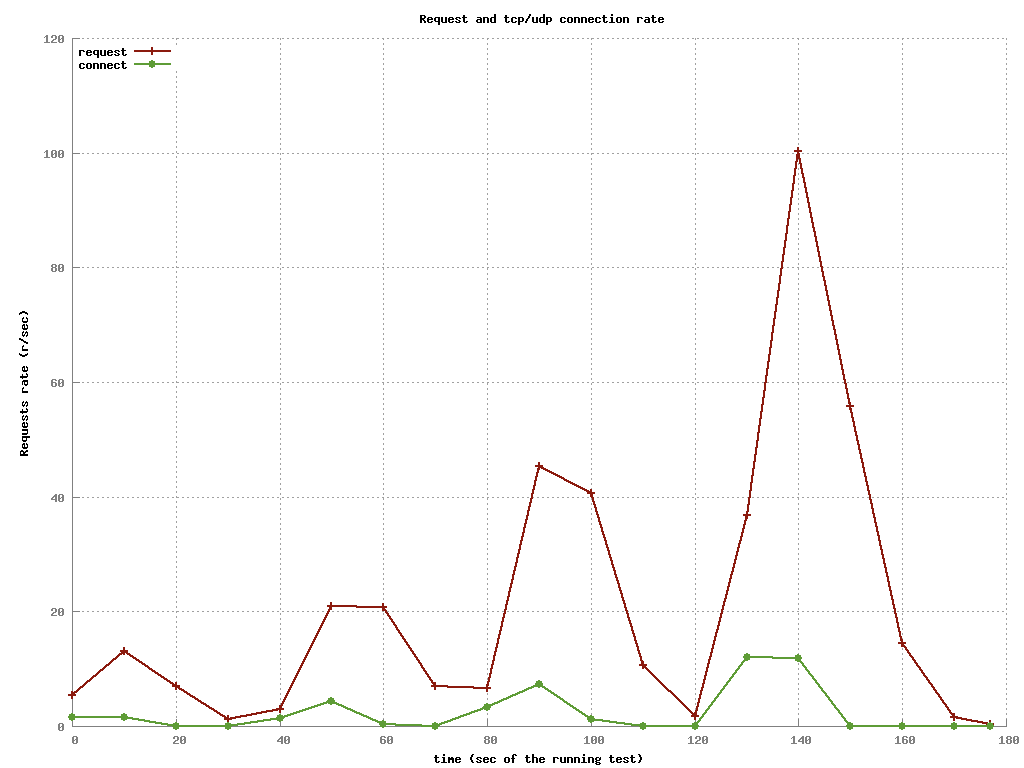 Request and tcp/udp connection rate
120
request
connect
100
80
60
40
20
0
Requests rate (r/sec)
0 20 40 60 80 100 120 140 160 180
time (sec of the running test)